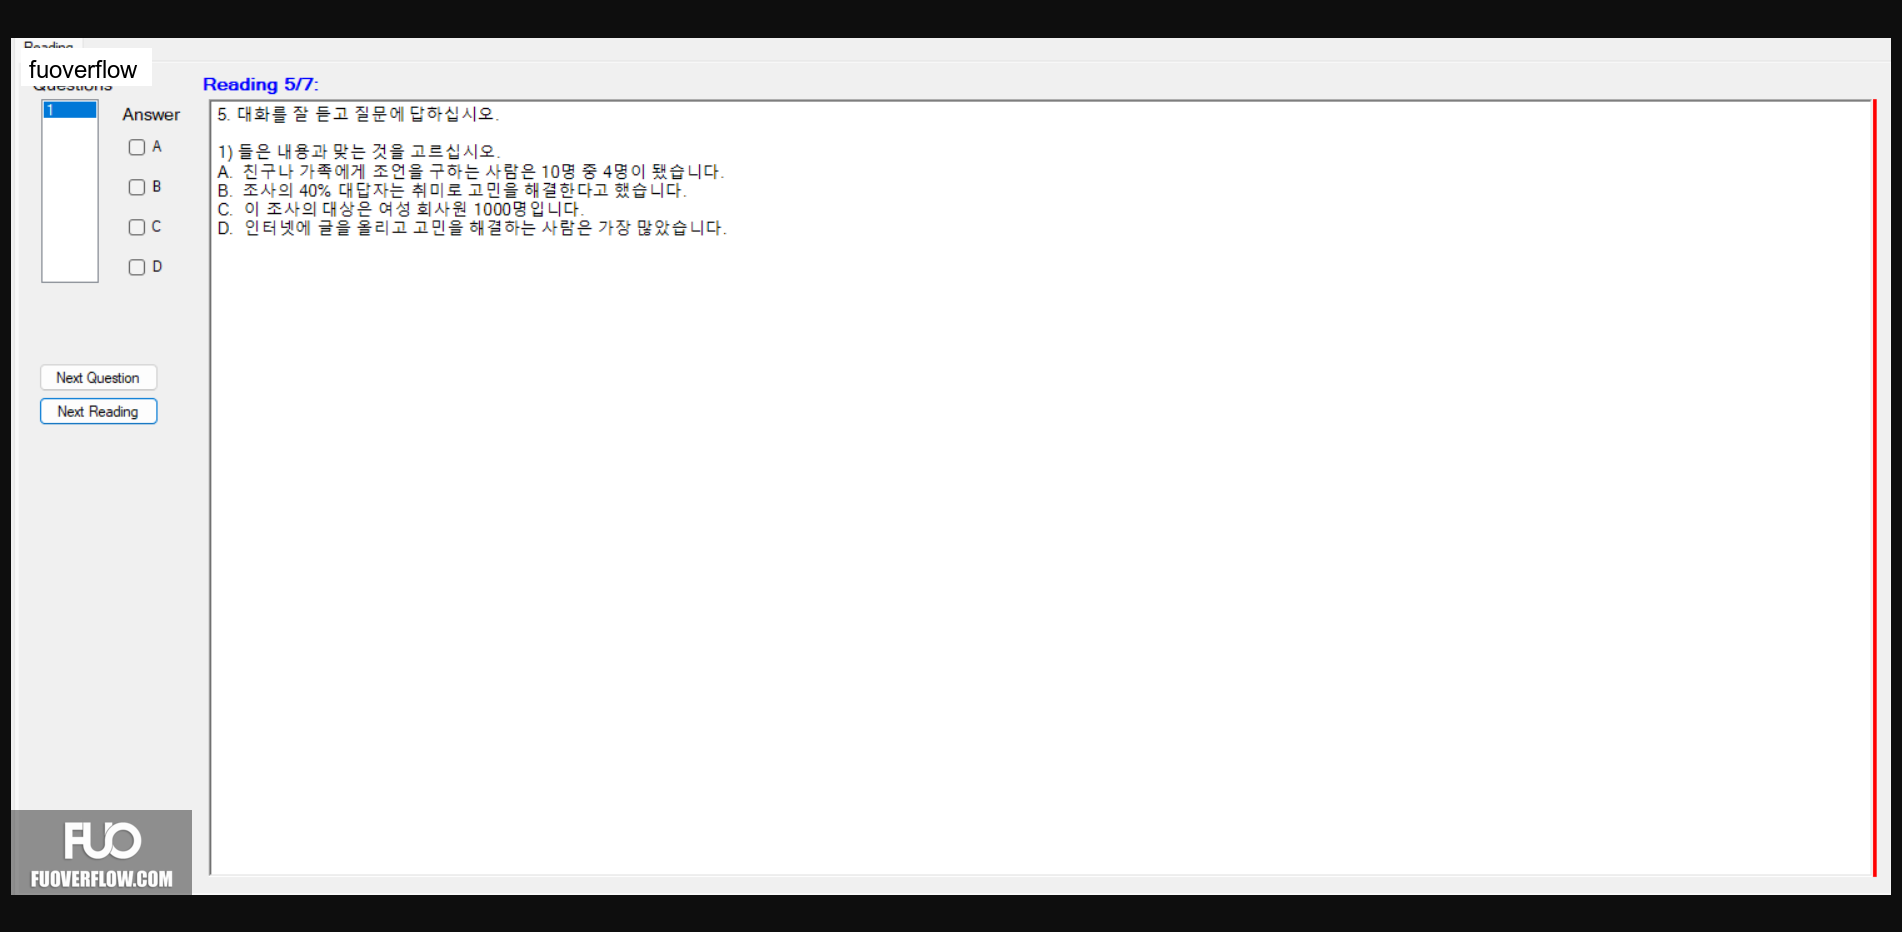 Reading
fuoverflow
Questions
Reading 5/7:
1
Answer
A
B
C
D
Next Question
Next Reading
5. 대화를 잘 듣고 질문에 답하십시오.
1) 들은 내용과 맞는 것을 고르십시오.
A. 친구나 가족에게 조언을 구하는 사람은 10명 중 4명이 됐습니다.
B. 조사의 40% 대답자는 취미로 고민을 해결한다고 했습니다.
C. 이 조사의 대상은 여성 회사원 1000명입니다.
D. 인터넷에 글을 올리고 고민을 해결하는 사람은 가장 많았습니다.
FUO
FUOVERFLOW.COM